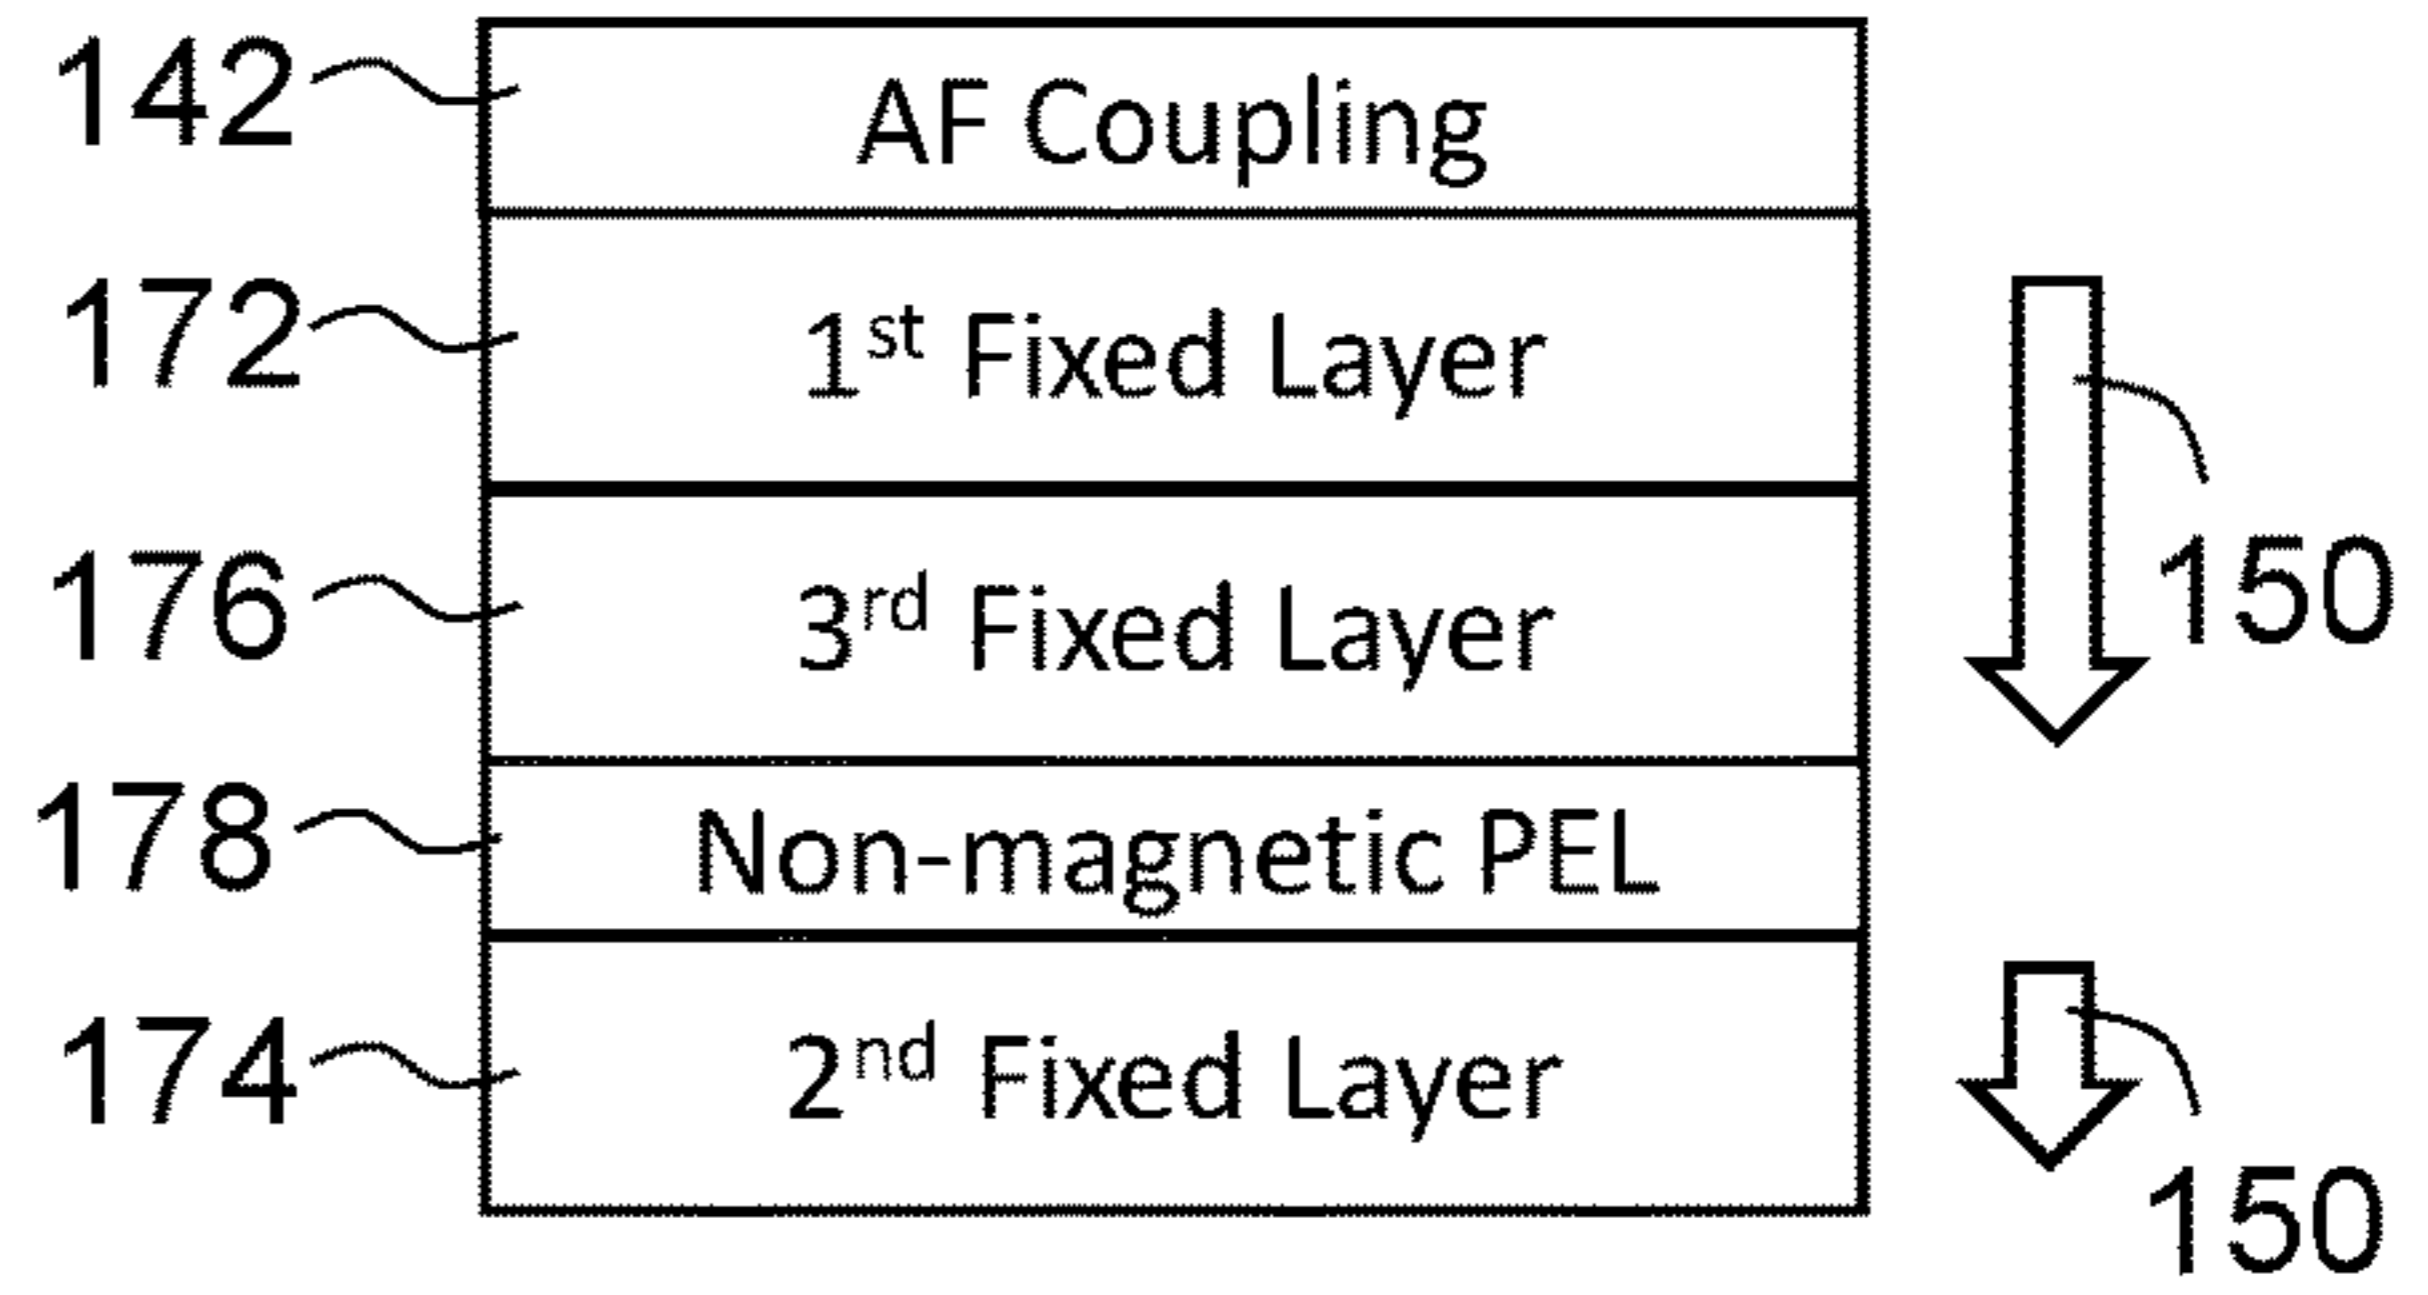 142 AF Coupling
172 1st Fixed Layer
150
176 3rd Fixed Layer
178 Non-magnetic PEL
174 2nd Fixed Layer
150